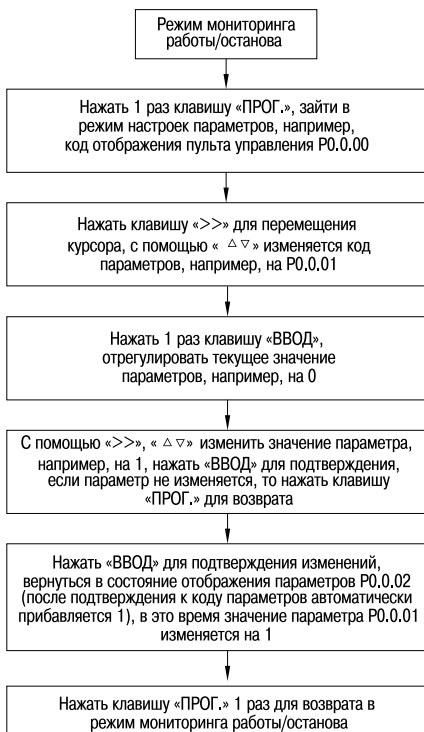 Режим мониторинга
работы/останова
Нажать 1 раз клавишу «ПРОГ.», зайти в
режим настроек параметров, например,
код отображения пульта управления P0.0.00
Нажать клавишу «>>» для перемещения
курсора, с помощью « △ ▽» изменяется код
параметров, например, на P0.0.01
Нажать 1 раз клавишу «ВВОД»,
отрегулировать текущее значение
параметров, например, на 0
С помощью «>>», « △ ▽» изменить значение параметра,
например, на 1, нажать «ВВОД» для подтверждения,
если параметр не изменяется, то нажать клавишу
«ПРОГ.» для возврата
Нажать «ВВОД» для подтверждения изменений,
вернуться в состояние отображения параметров P0.0.02
(после подтверждения к коду параметров автоматически
прибавляется 1), в это время значение параметра P0.0.01
изменяется на 1
Нажать клавишу «ПРОГ.» 1 раз для возврата в
режим мониторинга работы/останова